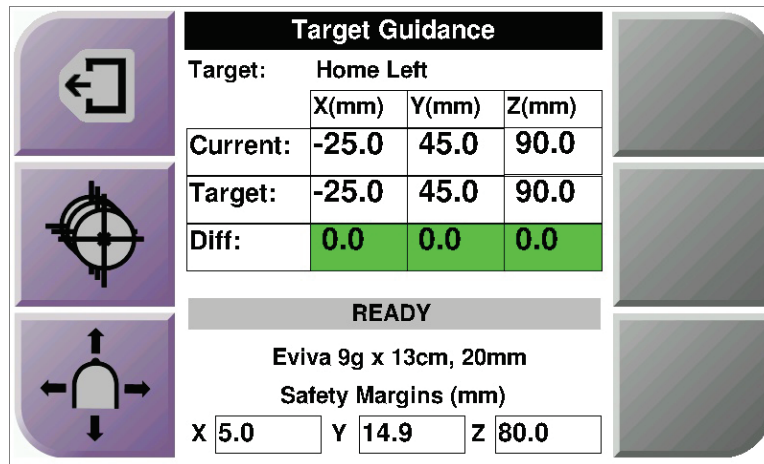 Target Guidance
Target: Home Left
X(mm) Y(mm) Z(mm)
Current: -25.0 45.0 90.0
Target: -25.0 45.0 90.0
Diff: 0.0 0.0 0.0
READY
Eviva 9g x 13cm, 20mm
Safety Margins (mm)
X 5.0 Y 14.9 Z 80.0